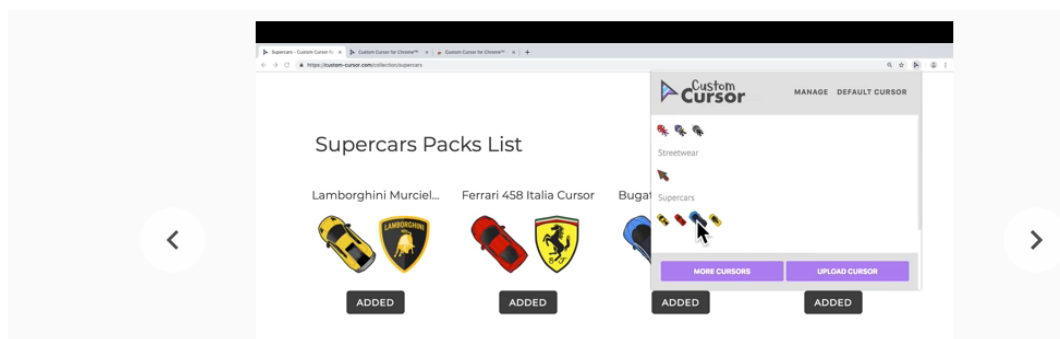 Supercars - Custom Cursor f
Custom Cursor for Chrome™
Custom Cursor for Chrome™ -
https://custom-cursor.com/collection/supercars
Custom Cursor
MANAGE DEFAULT CURSOR
Streetwear
Supercars
MORE CURSORS UPLOAD CURSOR
Supercars Packs List
Lamborghini Murciel... Ferrari 458 Italia Cursor Bugat
LAMBORGHINI
ADDED ADDED ADDED ADDED